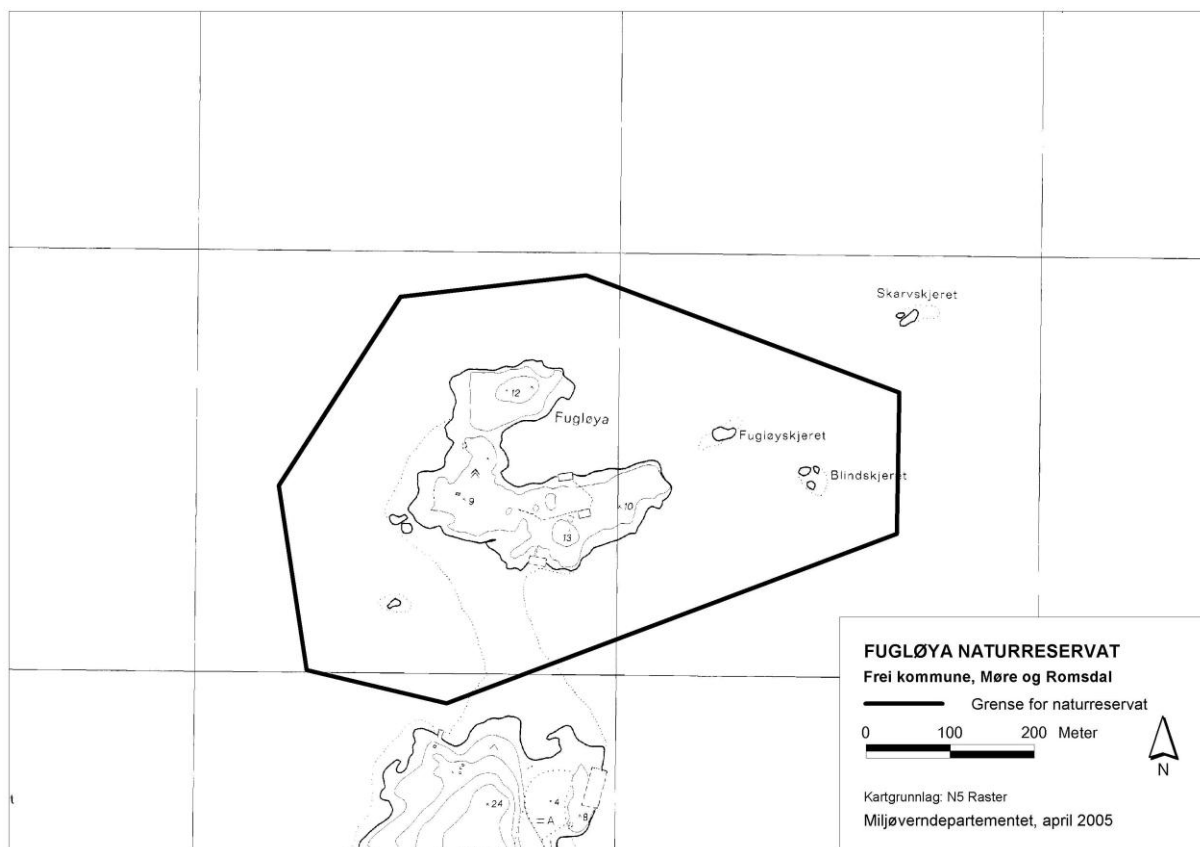 Skarvskjeret
12
Fugløya
Fugløyskjeret
Blindskjeret
9
10
13
FUGLØYA NATURRESERVAT
Frei kommune, Møre og Romsdal
Grense for naturreservat
0 100 200 Meter
N
Kartgrunnlag: N5 Raster
Miljøverndepartementet, april 2005
24
4
= A
8
t